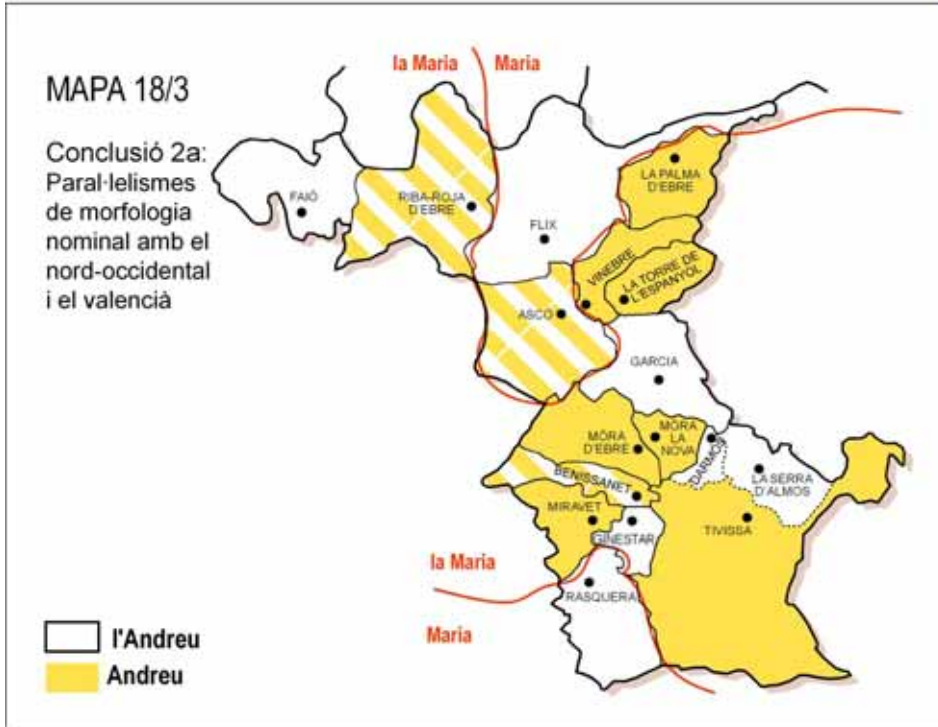 la Maria
Maria
MAPA 18/3
Conclusió 2a:
Paral·lelismes
de morfologia
nominal amb el
nord-occidental
i el valencià
LA PALMA
D'EBRE
FAIÓ
RIBA-ROJA
D'EBRE
FLIX
VINEBRE
LA TORRE DE
L'ESPANYOL
ASCO
GARCIA
MÓRA
D'EBRE
MÓRA
LA
NOVA
DARMOS
LA SERRA
D'ALMOS
BENISSANET
MIRAVET
GINESTAR
TIVISSA
la Maria
RASQUERA
Maria
l'Andreu
Andreu